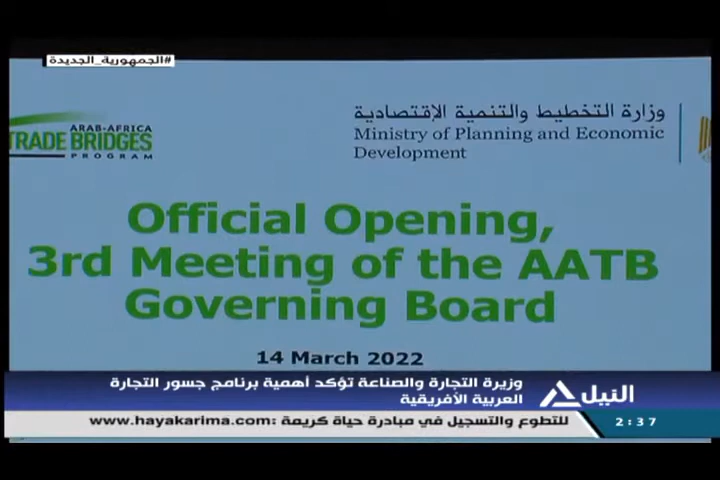 #الجمهورية_الجديدة
ARAB-AFRICA
TRADE BRIDGES
PROGRAM
وزارة التخطيط والتنمية الاقتصادية
Ministry of Planning and Economic
Development
Official Opening,
3rd Meeting of the AATB
Governing Board
14 March 2022
وزيرة التجارة والصناعة تؤكد أهمية برنامج جسور التجارة
العربية الأفريقية
النيل
للتطوع والتسجيل في مبادرة حياة كريمة :www.hayakarima.com
2:37